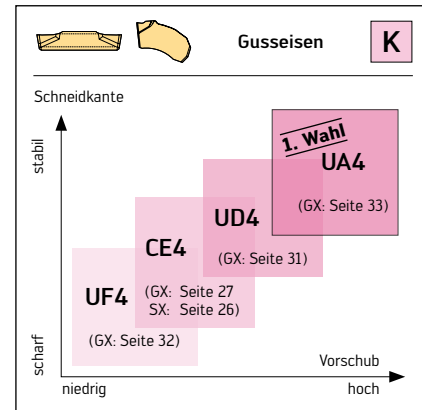 Gusseisen
K
Schneidkante
stabil
scharf
1. Wahl
UA4
(GX: Seite 33)
UD4
(GX: Seite 31)
CE4
(GX: Seite 27
SX: Seite 26)
UF4
(GX: Seite 32)
Vorschub
niedrig
hoch